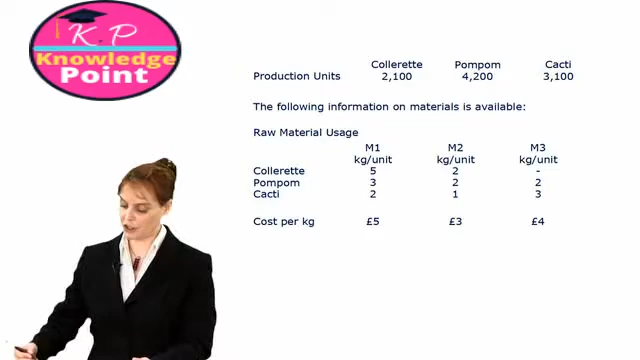 K.P
Knowledge
Point
Collerette Pompom Cacti
Production Units 2,100 4,200 3,100
The following information on materials is available:
Raw Material Usage
M1 M2 M3
kg/unit kg/unit kg/unit
Collerette 5 2 -
Pompom 3 2 2
Cacti 2 1 3
Cost per kg £5 £3 £4